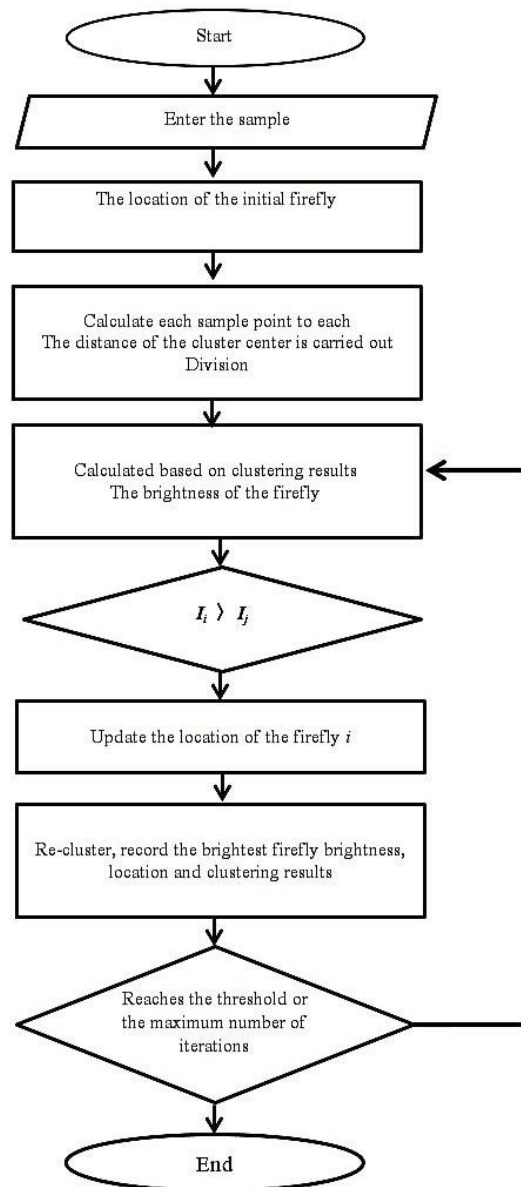 Start
Enter the sample
The location of the initial firefly
Calculate each sample point to each
The distance of the cluster center is carried out
Division
Calculated based on clustering results
The brightness of the firefly
I_i > I_j
Update the location of the firefly i
Re-cluster, record the brightest firefly brightness,
location and clustering results
Reaches the threshold or
the maximum number of
iterations
End